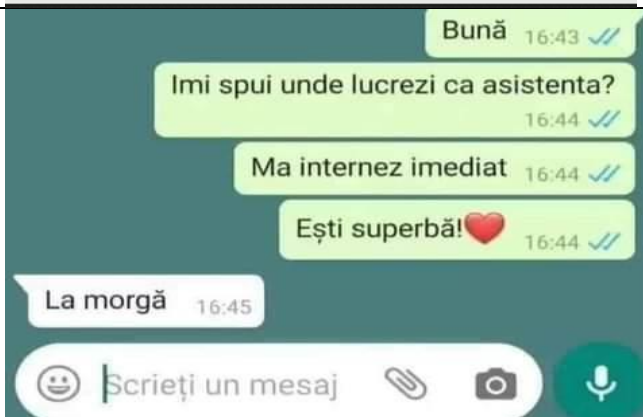 Bună 16:43
Imi spui unde lucrezi ca asistenta?
16:44
Ma internez imediat 16:44
Ești superbă!❤️ 16:44
La morgă 16:45
Scrieți un mesaj